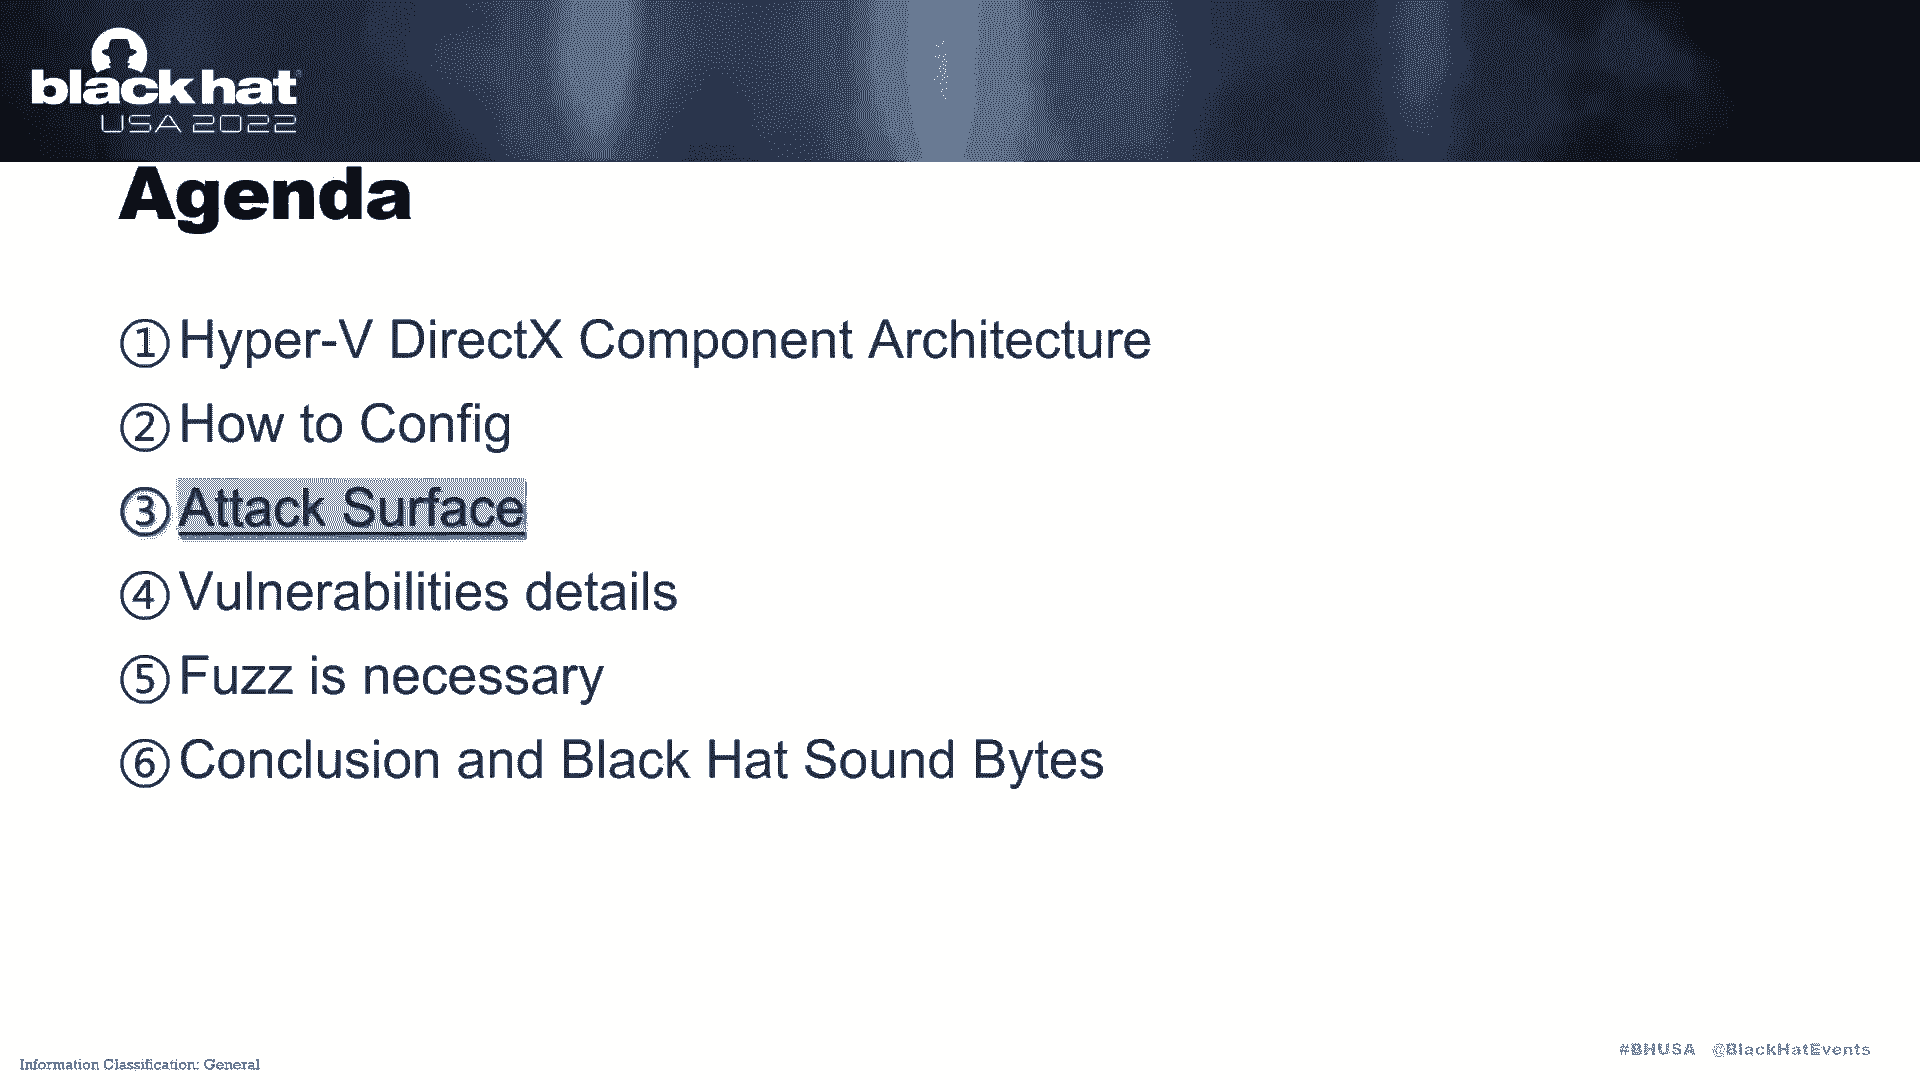 black hat
USA 2022
Agenda
① Hyper-V DirectX Component Architecture
② How to Config
③ Attack Surface
④ Vulnerabilities details
⑤ Fuzz is necessary
⑥ Conclusion and Black Hat Sound Bytes
Information Classification: General
#BHUSA @BlackHatEvents